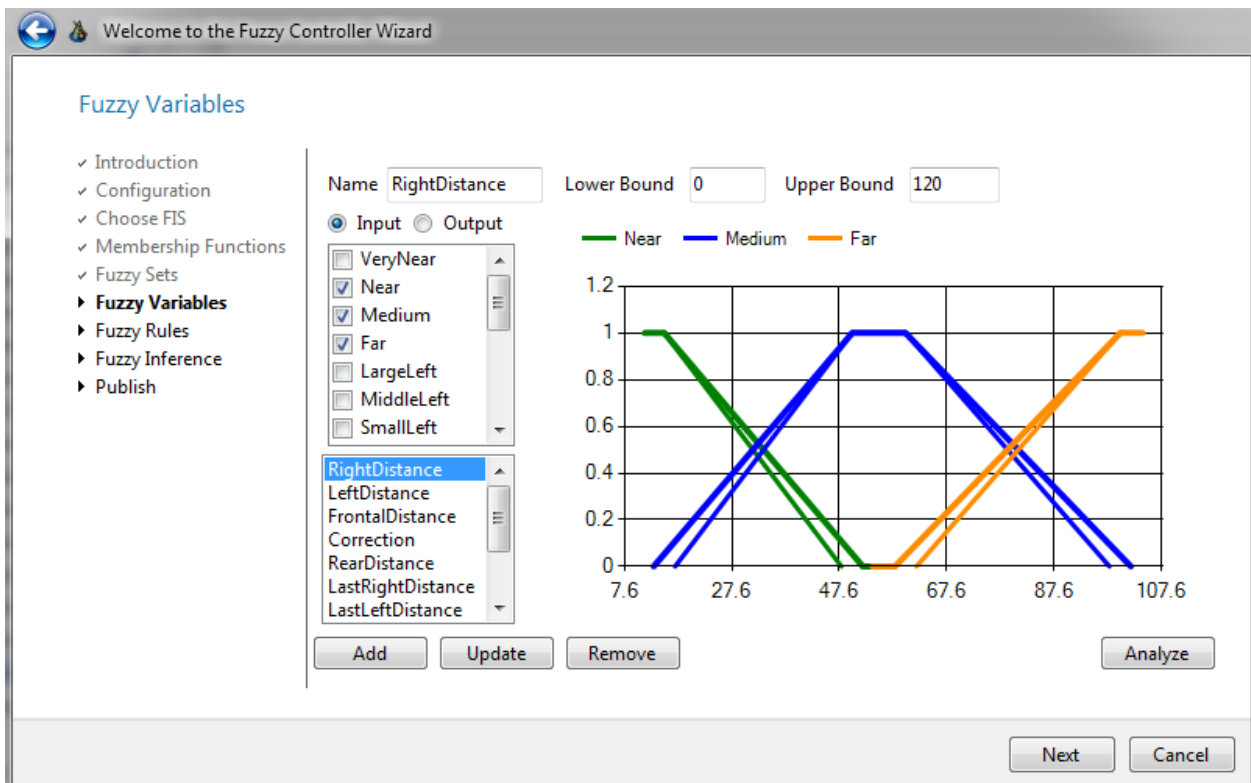 Welcome to the Fuzzy Controller Wizard
Fuzzy Variables
Introduction
Configuration
Choose FIS
Membership Functions
Fuzzy Sets
Fuzzy Variables
Fuzzy Rules
Fuzzy Inference
Publish
Name RightDistance Lower Bound 0 Upper Bound 120
Input Output
VeryNear
Near
Medium
Far
LargeLeft
MiddleLeft
SmallLeft
RightDistance
LeftDistance
FrontalDistance
Correction
RearDistance
LastRightDistance
LastLeftDistance
Near Medium Far
1.2
1
0.8
0.6
0.4
0.2
0
7.6 27.6 47.6 67.6 87.6 107.6
Add Update Remove Analyze
Next Cancel